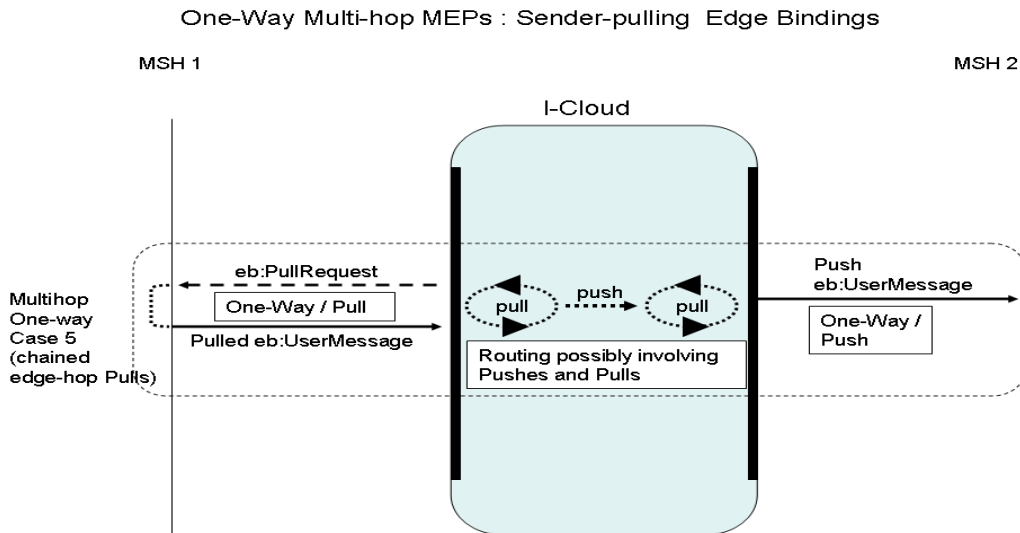 One-Way Multi-hop MEPs : Sender-pulling Edge Bindings
MSH 1
MSH 2
I-Cloud
Multihop
One-way
Case 5
(chained
edge-hop Pulls)
eb:PullRequest
One-Way / Pull
Pulled eb:UserMessage
pull
push
pull
Routing possibly involving
Pushes and Pulls
Push
eb:UserMessage
One-Way /
Push